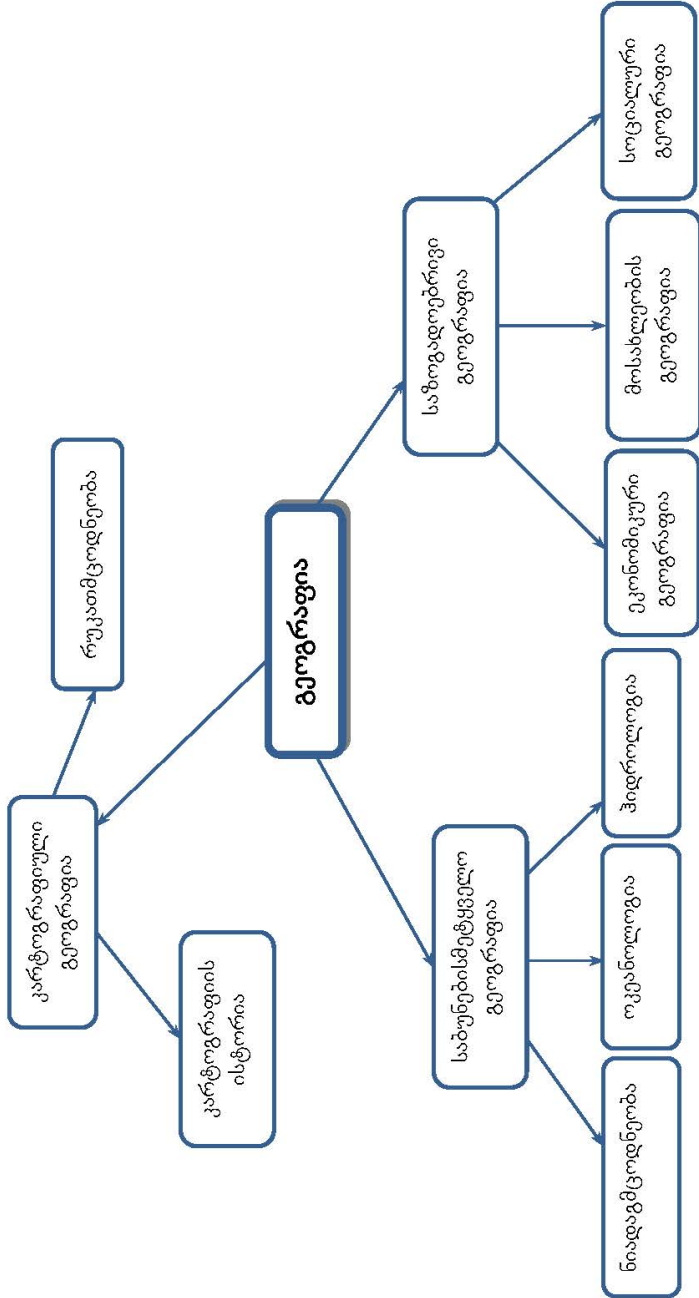 კარტოგრაფიული
გეოგრაფია
რუკათმცოდნეობა
კარტოგრაფიის
ისტორია
გეოგრაფია
საბუნებისმეტყველო
გეოგრაფია
საზოგადოებრივი
გეოგრაფია
ნიადაგმცოდნეობა
ოკეანოლოგია
ჰიდროლოგია
ეკონომიკური
გეოგრაფია
მოსახლეობის
გეოგრაფია
სოციალური
გეოგრაფია